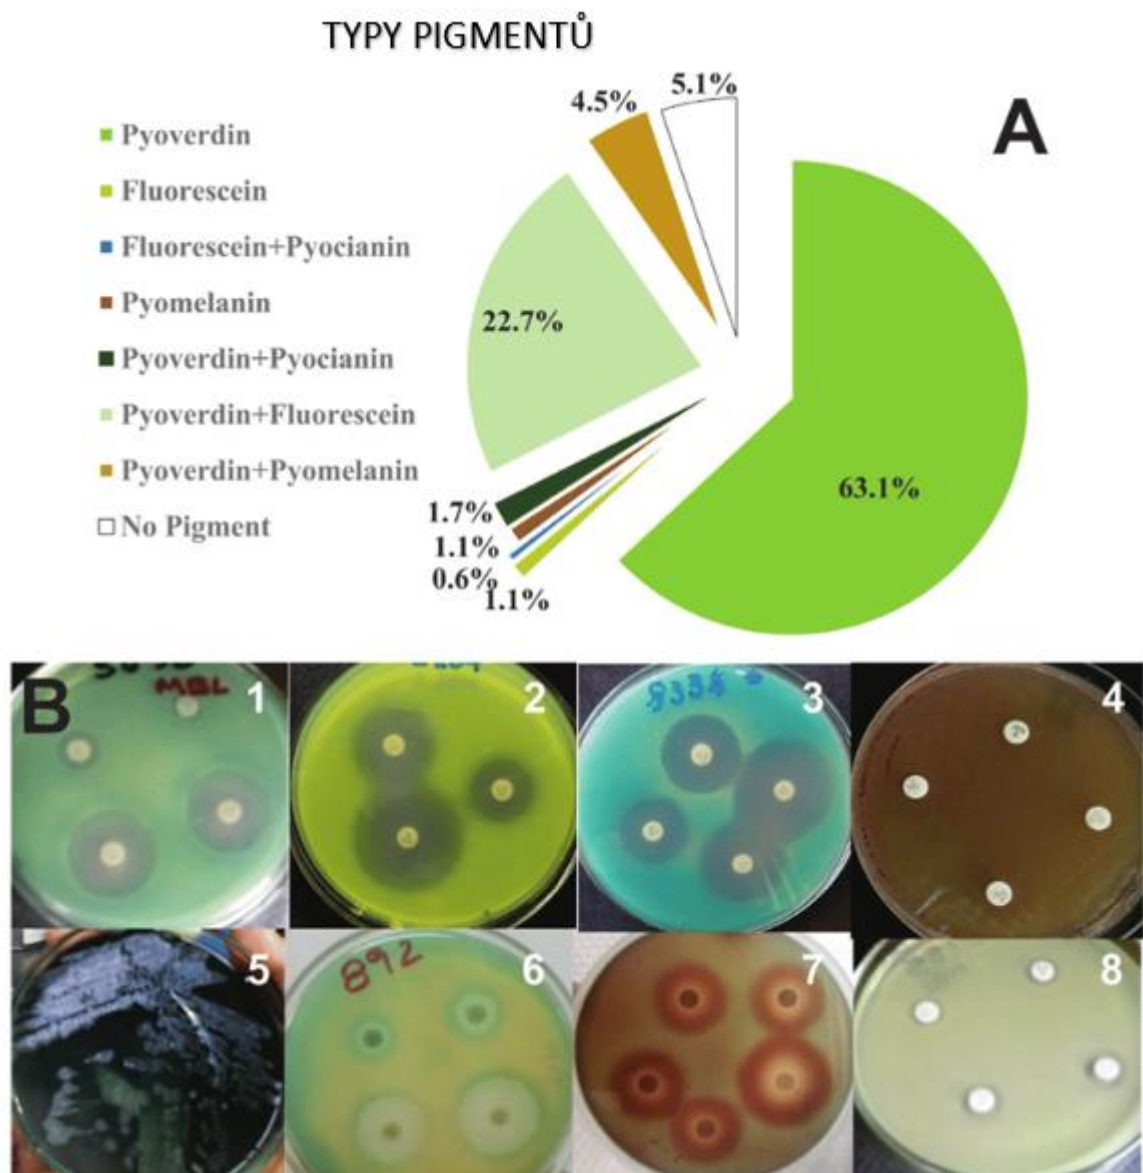 TYPY PIGMENTŮ
A
5.1%
4.5%
Pyoverdin
Fluorescein
Fluorescein+Pyocianin
Pyomelanin
Pyoverdin+Pyocianin
Pyoverdin+Fluorescein
Pyoverdin+Pyomelanin
No Pigment
22.7%
63.1%
1.7%
1.1%
0.6%
1.1%
B
MBL
1
2
3
4
5
892
6
7
8